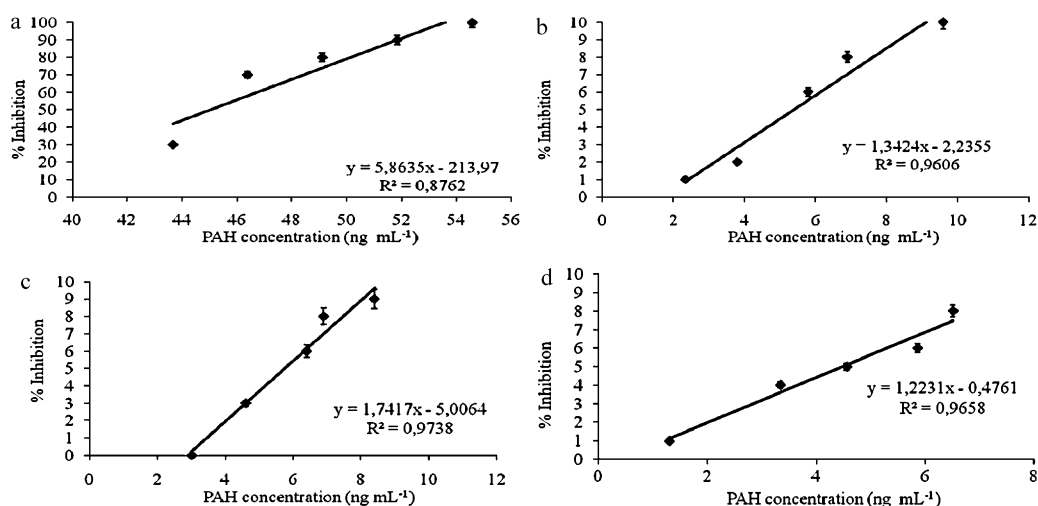 a
100
90
80
70
60
50
40
30
20
10
0
% Inhibition
y = 5,8635x - 213,97
R² = 0,8762
40 42 44 46 48 50 52 54 56
PAH concentration (ng mL⁻¹)
b
10
9
8
7
6
5
4
3
2
1
0
% Inhibition
y = 1,3424x - 2,2355
R² = 0,9606
0 2 4 6 8 10 12
PAH concentration (ng mL⁻¹)
c
10
9
8
7
6
5
4
3
2
1
0
% Inhibition
y = 1,7417x - 5,0064
R² = 0,9738
0 2 4 6 8 10 12
PAH concentration (ng mL⁻¹)
d
10
9
8
7
6
5
4
3
2
1
0
% Inhibition
y = 1,2231x - 0,4761
R² = 0,9658
0 2 4 6 8
PAH concentration (ng mL⁻¹)